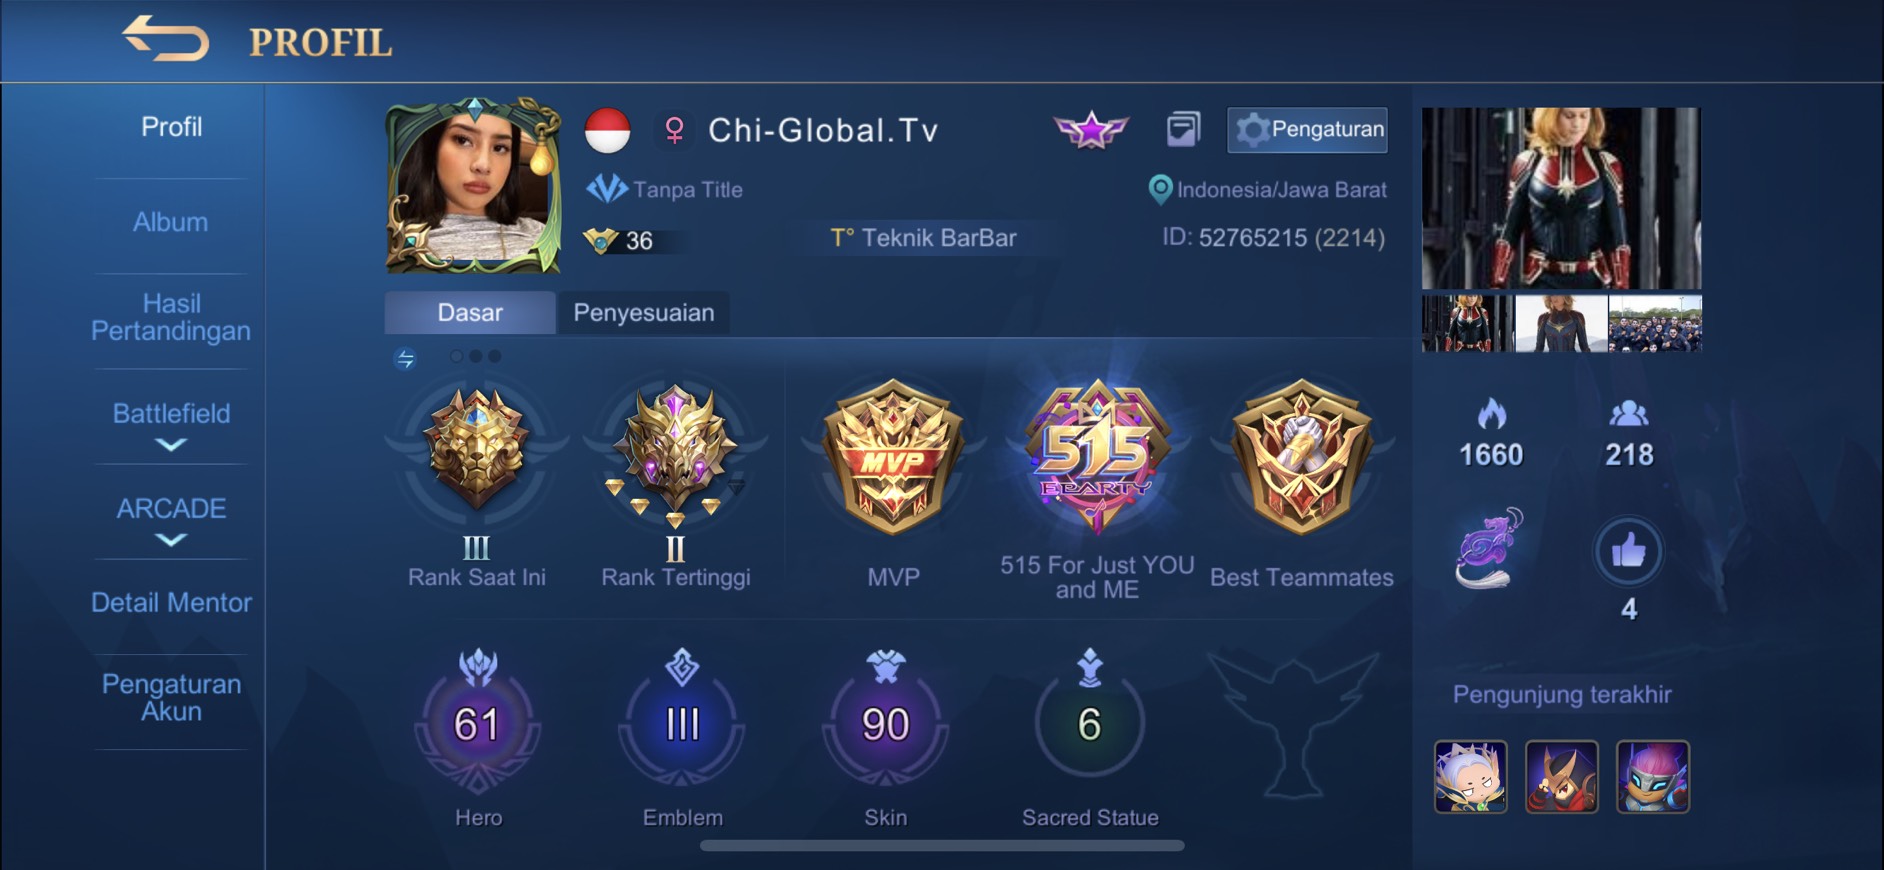 PROFIL
Profil
Album
Hasil
Pertandingan
Battlefield
ARCADE
Detail Mentor
Pengaturan
Akun
Chi-Global.Tv
Pengaturan
Tanpa Title
Indonesia/Jawa Barat
36
T° Teknik BarBar
ID: 52765215 (2214)
Dasar
Penyesuaian
MVP
515
EPARTY
III
II
Rank Saat Ini
Rank Tertinggi
MVP
515 For Just YOU
and ME
Best Teammates
61
III
90
6
Hero
Emblem
Skin
Sacred Statue
1660
218
4
Pengunjung terakhir